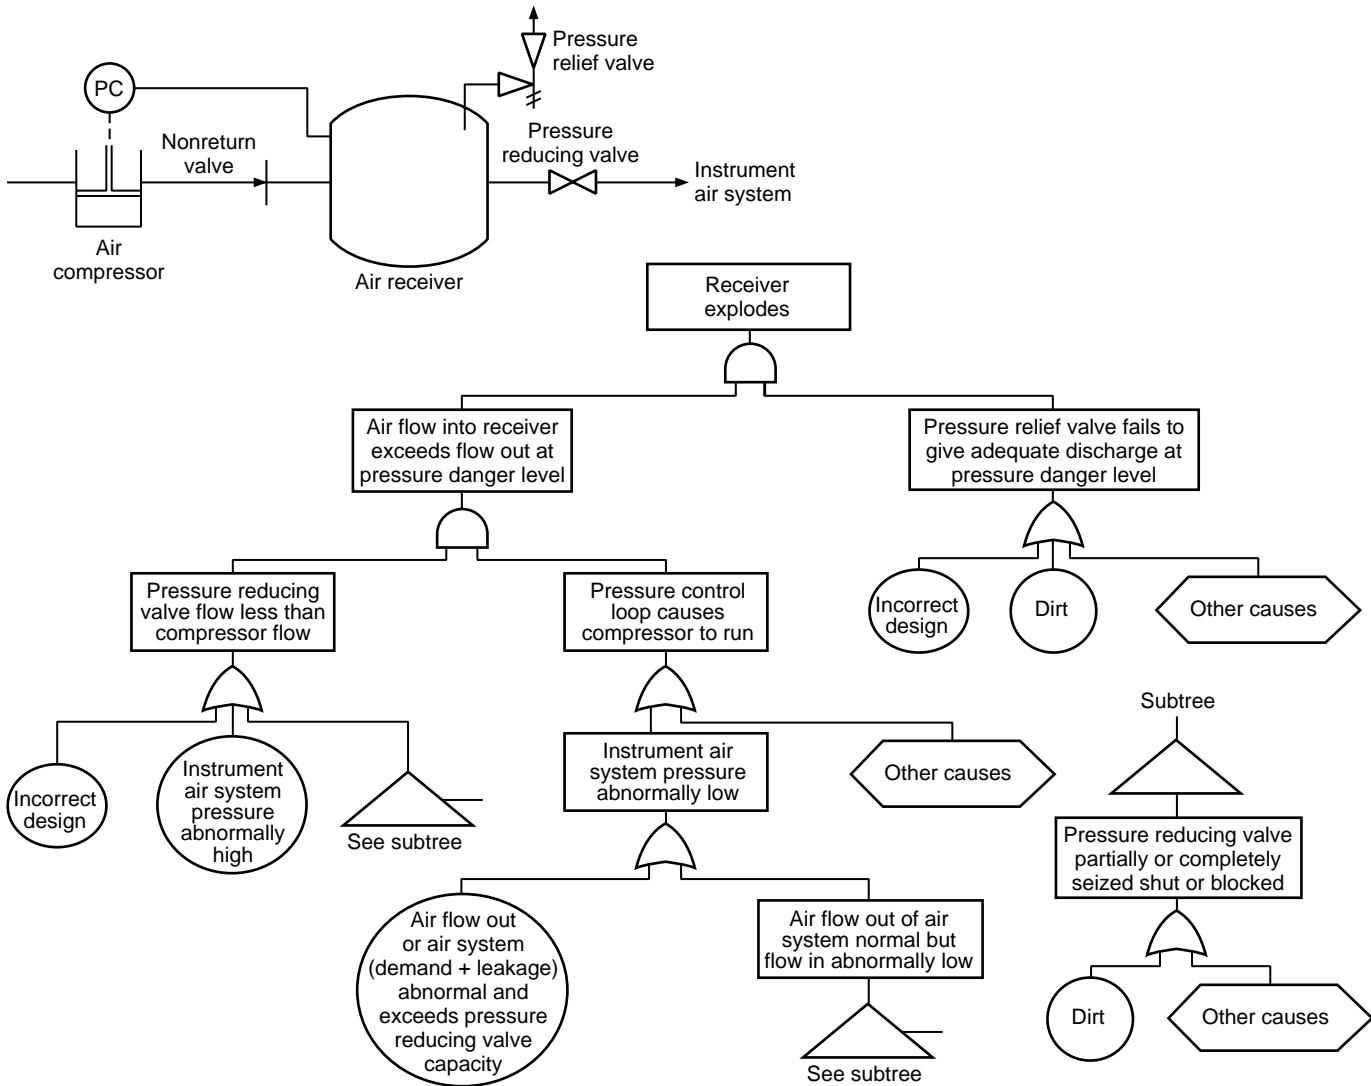 Pressure
relief valve
PC
Nonreturn
valve
Pressure
reducing valve
Instrument
air system
Air
compressor
Air receiver
Receiver
explodes
Air flow into receiver
exceeds flow out at
pressure danger level
Pressure relief valve fails to
give adequate discharge at
pressure danger level
Pressure reducing
valve flow less than
compressor flow
Pressure control
loop causes
compressor to run
Incorrect
design
Dirt
Other causes
Incorrect
design
Instrument
air system
pressure
abnormally
high
See subtree
Instrument air
system pressure
abnormally low
Other causes
Air flow out
or air system
(demand + leakage)
abnormal and
exceeds pressure
reducing valve
capacity
Air flow out of air
system normal but
flow in abnormally low
See subtree
Subtree
Pressure reducing valve
partially or completely
seized shut or blocked
Dirt
Other causes